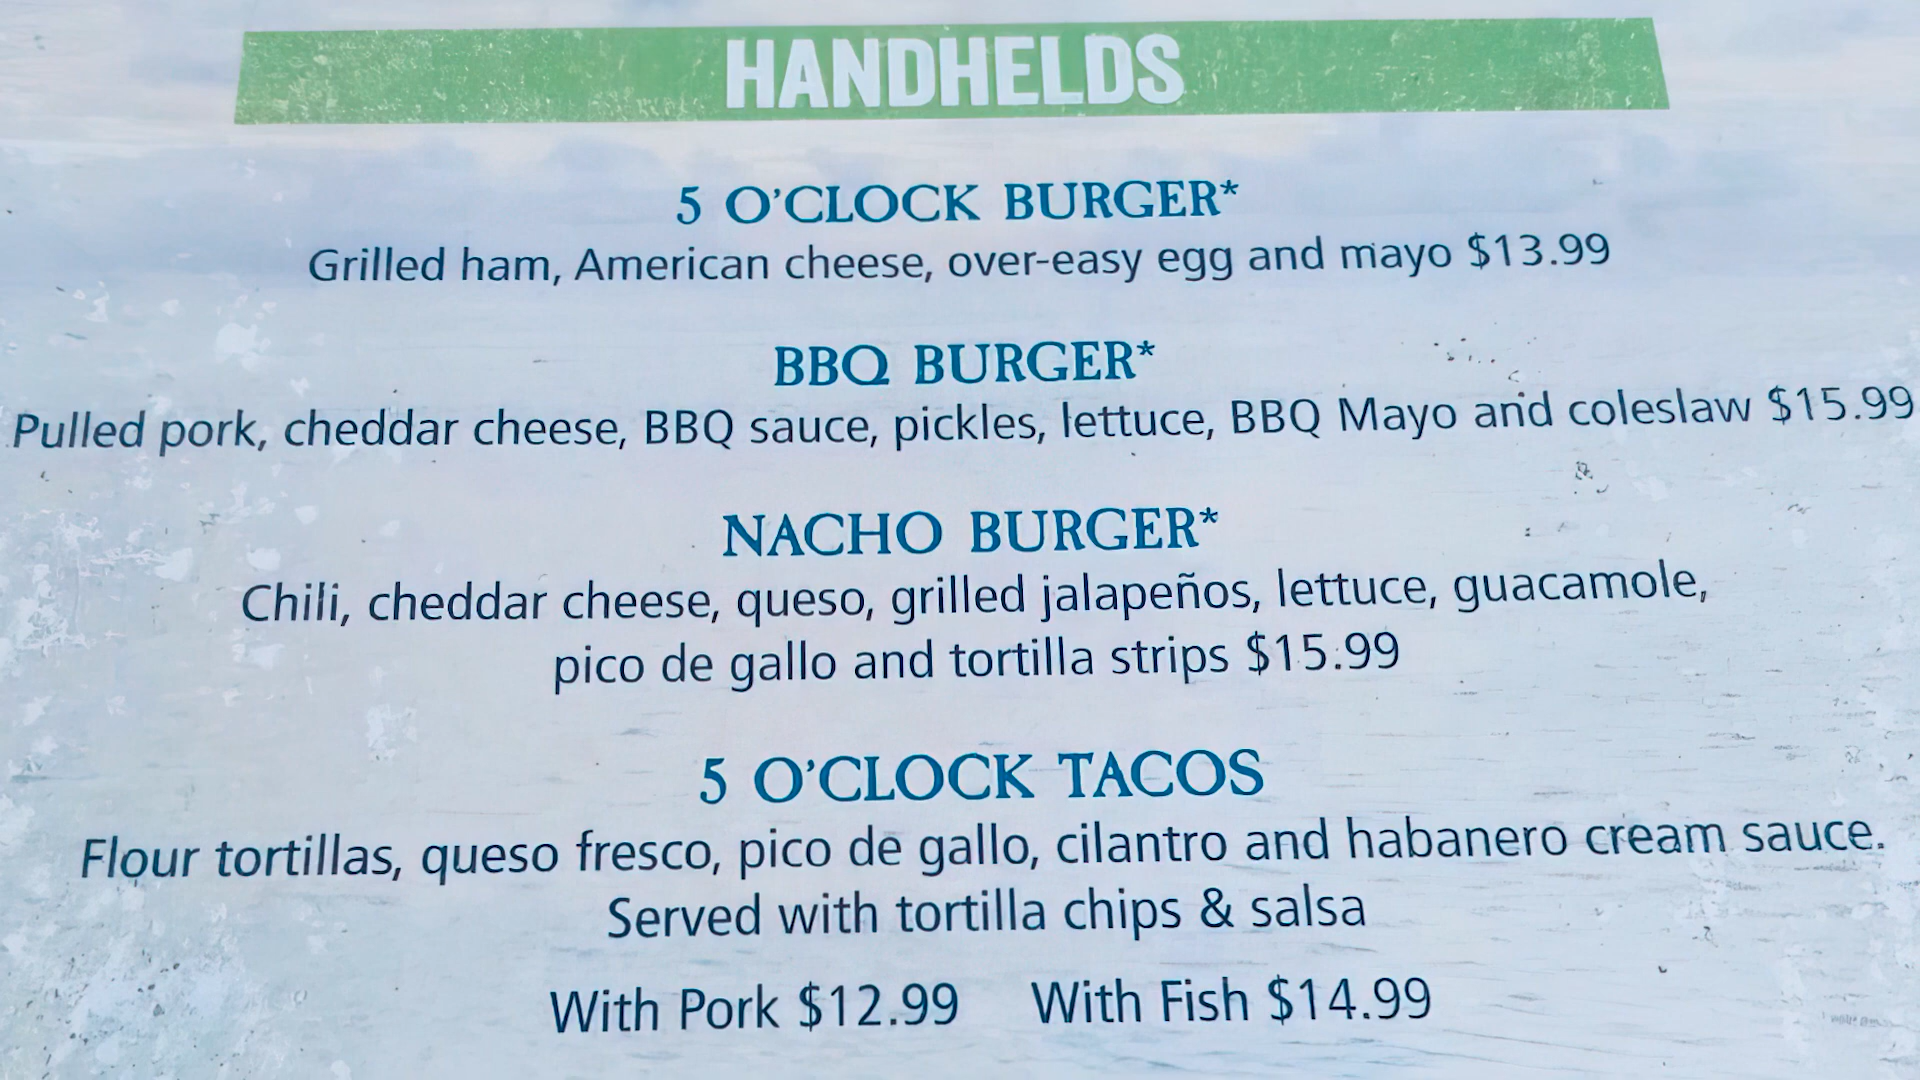 HANDHELDS
5 O'CLOCK BURGER*
Grilled ham, American cheese, over-easy egg and mayo $13.99
BBQ BURGER*
Pulled pork, cheddar cheese, BBQ sauce, pickles, lettuce, BBQ Mayo and coleslaw $15.99
NACHO BURGER*
Chili, cheddar cheese, queso, grilled jalapeños, lettuce, guacamole,
pico de gallo and tortilla strips $15.99
5 O'CLOCK TACOS
Flour tortillas, queso fresco, pico de gallo, cilantro and habanero cream sauce.
Served with tortilla chips & salsa
With Pork $12.99 With Fish $14.99